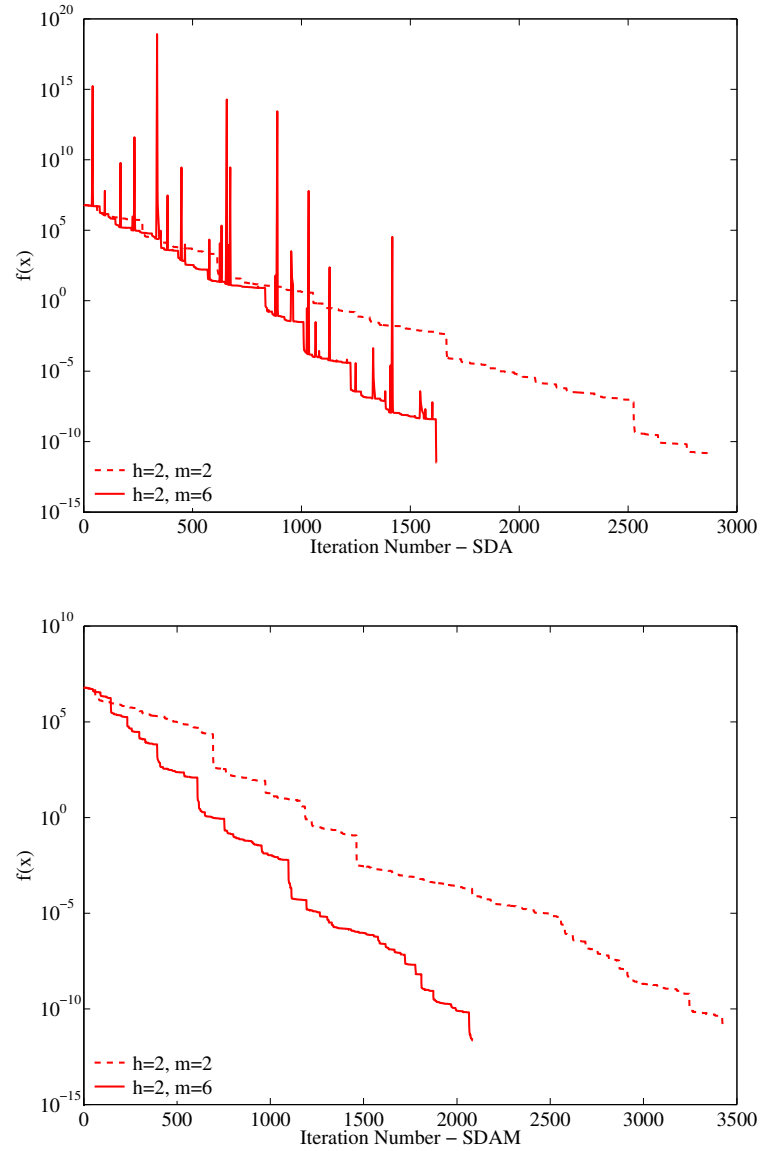 10^20
10^15
10^10
10^5
10^0
10^−5
10^−10
10^−15
f(x)
h=2, m=2
h=2, m=6
0 500 1000 1500 2000 2500 3000
Iteration Number − SDA
10^10
10^5
10^0
10^−5
10^−10
10^−15
f(x)
h=2, m=2
h=2, m=6
0 500 1000 1500 2000 2500 3000 3500
Iteration Number − SDAM